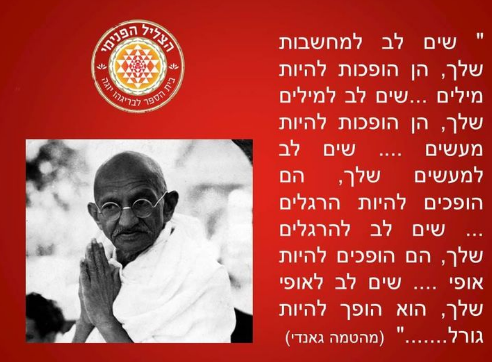 הצליל הפנימי
בית הספר לבריגהו יוגה
" שים לב למחשבות
שלך, הן הופכות להיות
מילים ...שים לב למילים
שלך, הן הופכות להיות
מעשים .... שים לב
למעשים שלך, הם
הופכים להיות הרגלים
... שים לב להרגלים
שלך, הם הופכים להיות
אופי .... שים לב לאופי
שלך, הוא הופך להיות
גורל......." (מהטמה גאנדי)